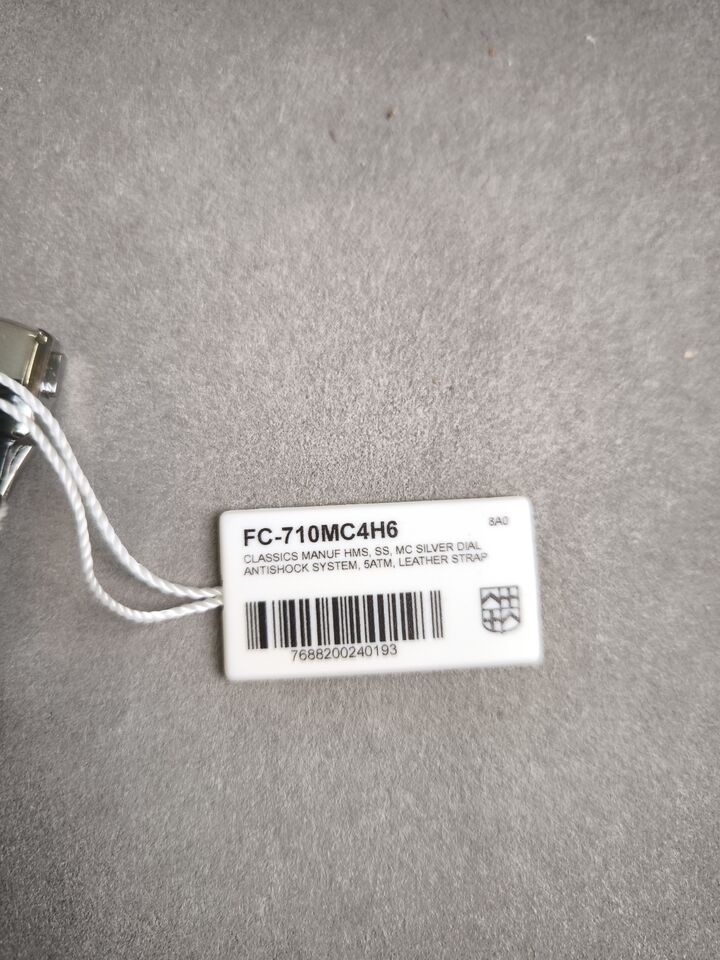 FC-710MC4H6 8A0
CLASSICS MANUF HMS, SS, MC SILVER DIAL
ANTISHOCK SYSTEM, 5ATM, LEATHER STRAP
7688200240193